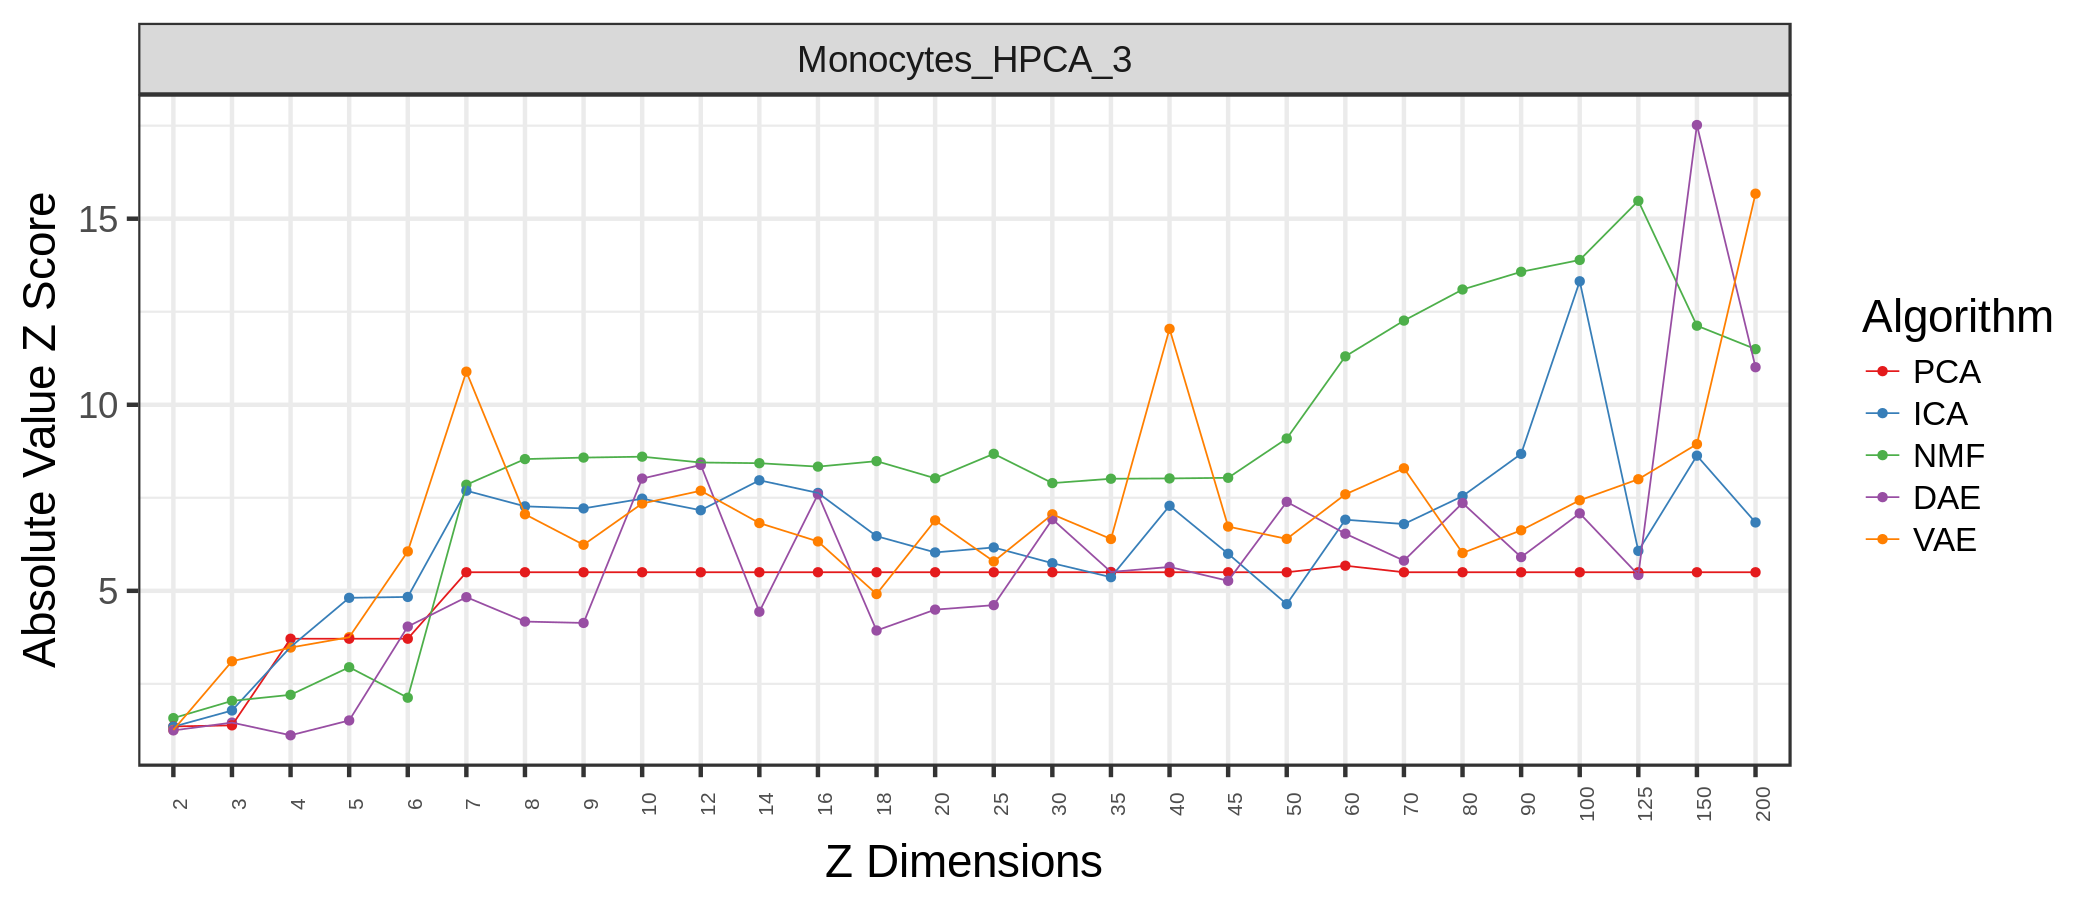 Monocytes_HPCA_3
Absolute Value Z Score
15
10
5
2 3 4 5 6 7 8 9 10 12 14 16 18 20 25 30 35 40 45 50 60 70 80 90 100 125 150 200
Z Dimensions
Algorithm
PCA
ICA
NMF
DAE
VAE